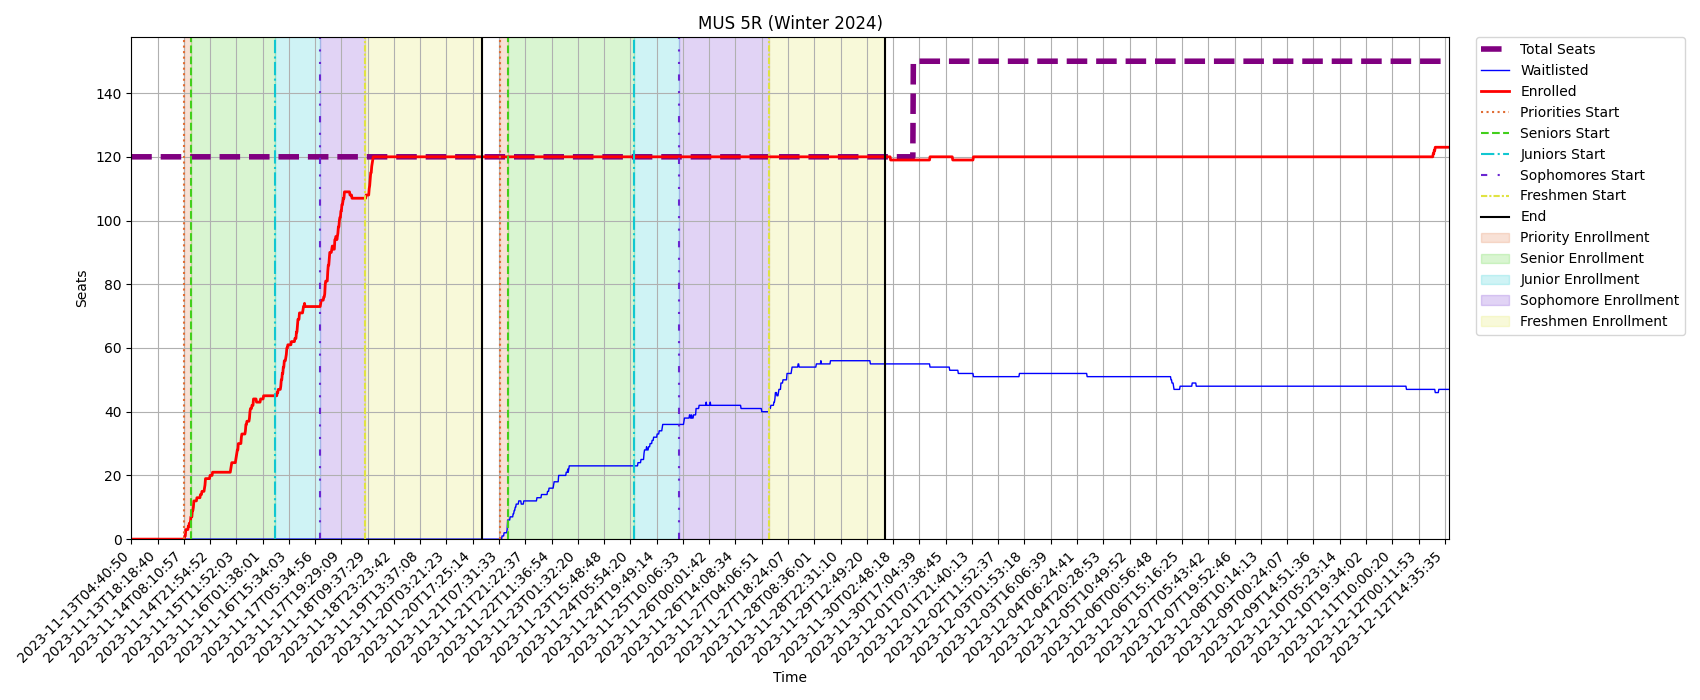 MUS 5R (Winter 2024)
Seats
140
120
100
80
60
40
20
0
2023-11-13T04:40:50
2023-11-13T18:18:40
2023-11-14T08:10:57
2023-11-14T21:54:52
2023-11-15T11:52:03
2023-11-16T01:38:01
2023-11-16T15:34:03
2023-11-17T05:34:56
2023-11-17T19:29:09
2023-11-18T09:37:29
2023-11-18T23:23:42
2023-11-19T13:37:08
2023-11-20T03:21:23
2023-11-20T17:25:14
2023-11-21T07:31:33
2023-11-21T21:22:37
2023-11-22T11:36:54
2023-11-23T01:32:20
2023-11-23T15:48:48
2023-11-24T05:54:20
2023-11-24T19:49:14
2023-11-25T10:06:33
2023-11-26T00:01:42
2023-11-26T14:08:34
2023-11-27T04:06:51
2023-11-27T18:24:07
2023-11-28T08:36:01
2023-11-28T22:31:10
2023-11-29T12:49:20
2023-11-30T02:48:18
2023-11-30T17:04:39
2023-12-01T07:38:45
2023-12-01T21:40:13
2023-12-02T11:52:37
2023-12-03T01:53:18
2023-12-03T16:06:39
2023-12-04T06:24:41
2023-12-04T20:28:53
2023-12-05T10:49:52
2023-12-06T00:56:48
2023-12-06T15:16:25
2023-12-07T05:43:42
2023-12-07T19:52:46
2023-12-08T10:14:13
2023-12-09T00:24:07
2023-12-09T14:51:36
2023-12-10T05:23:14
2023-12-10T19:34:02
2023-12-11T10:00:20
2023-12-12T00:11:53
2023-12-12T14:35:35
Time
Total Seats
Waitlisted
Enrolled
Priorities Start
Seniors Start
Juniors Start
Sophomores Start
Freshmen Start
End
Priority Enrollment
Senior Enrollment
Junior Enrollment
Sophomore Enrollment
Freshmen Enrollment